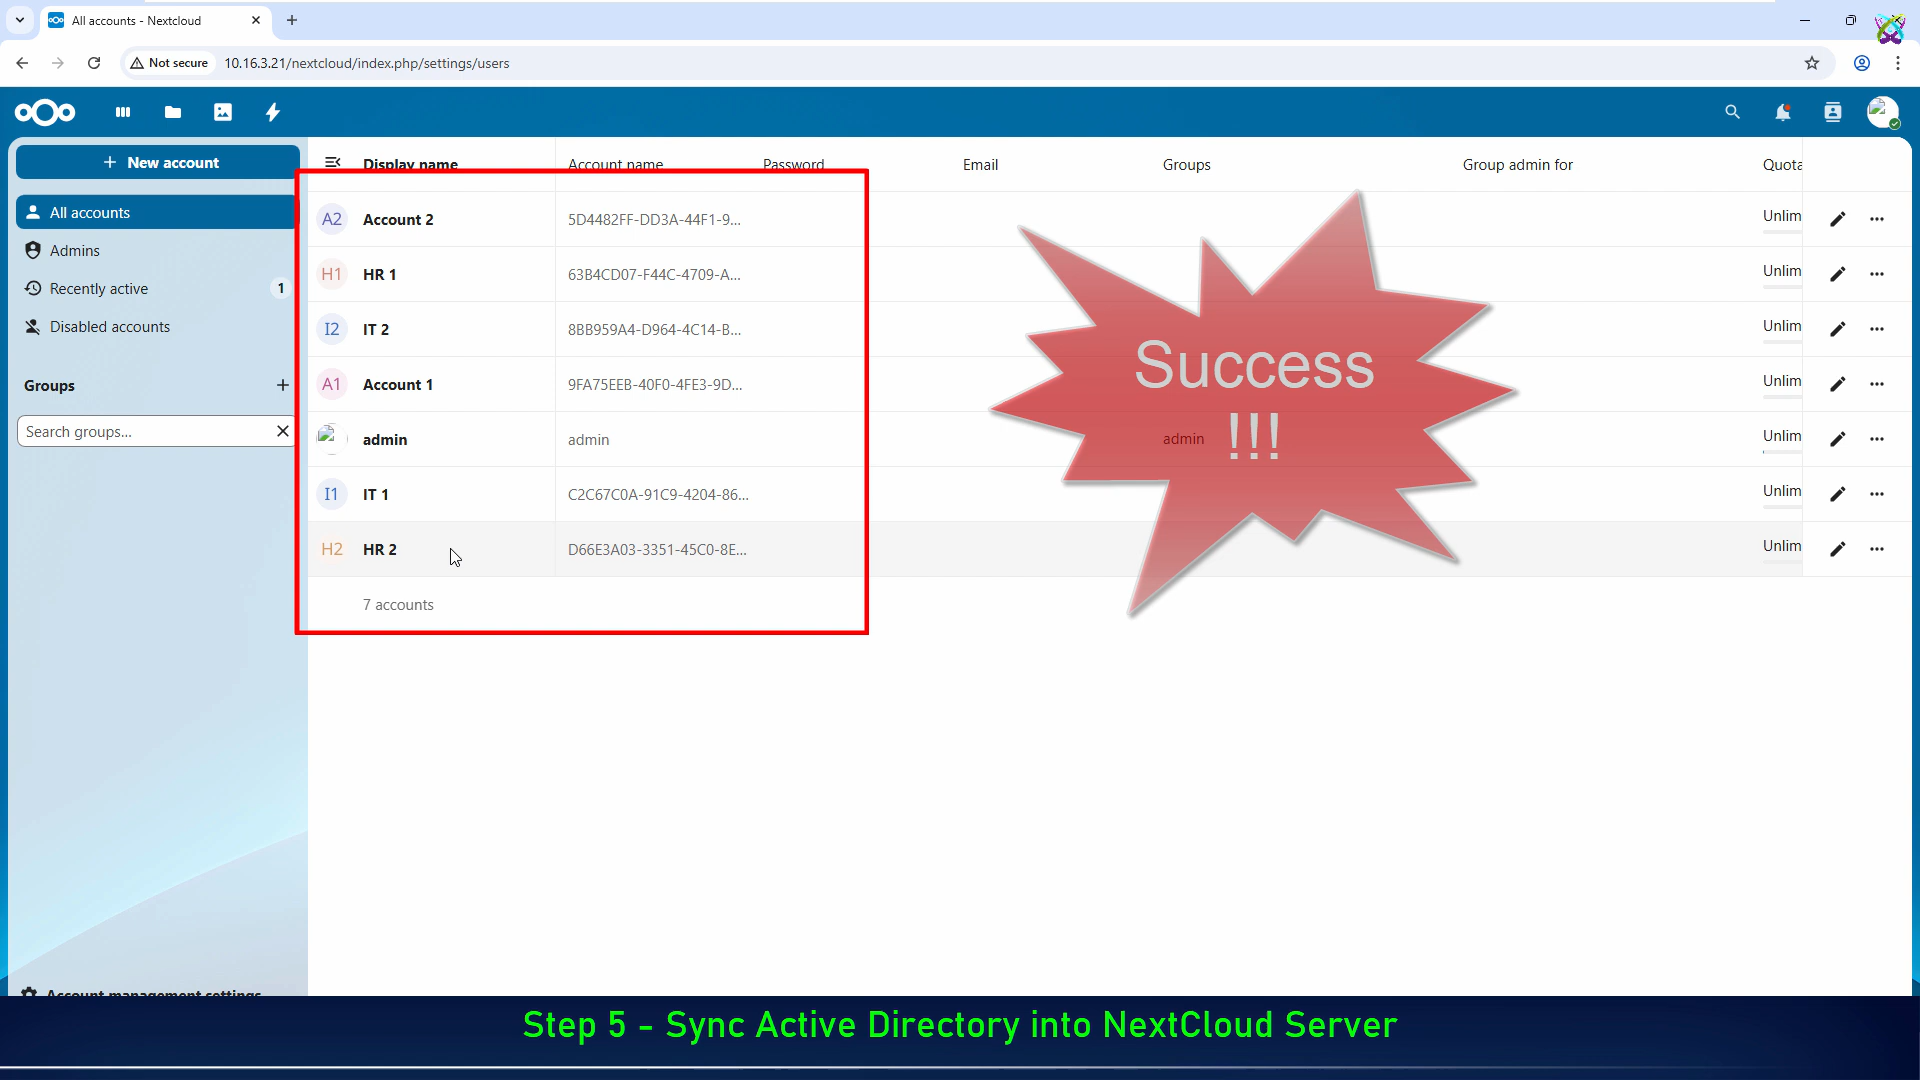 All accounts - Nextcloud
Not secure
10.16.3.21/nextcloud/index.php/settings/users
New account
Display name
Account name
Password
Email
Groups
Group admin for
Quota
All accounts
Admins
Recently active
1
Disabled accounts
Groups
Search groups...
A2
Account 2
5D4482FF-DD3A-44F1-9...
Unlim
H1
HR 1
63B4CD07-F44C-4709-A...
Unlim
I2
IT 2
8BB959A4-D964-4C14-B...
Unlim
A1
Account 1
9FA75EEB-40F0-4FE3-9D...
Unlim
admin
admin
admin
Unlim
I1
IT 1
C2C67C0A-91C9-4204-86...
Unlim
H2
HR 2
D66E3A03-3351-45C0-8E...
Unlim
7 accounts
Success
!!!
Account management settings
Step 5 - Sync Active Directory into NextCloud Server